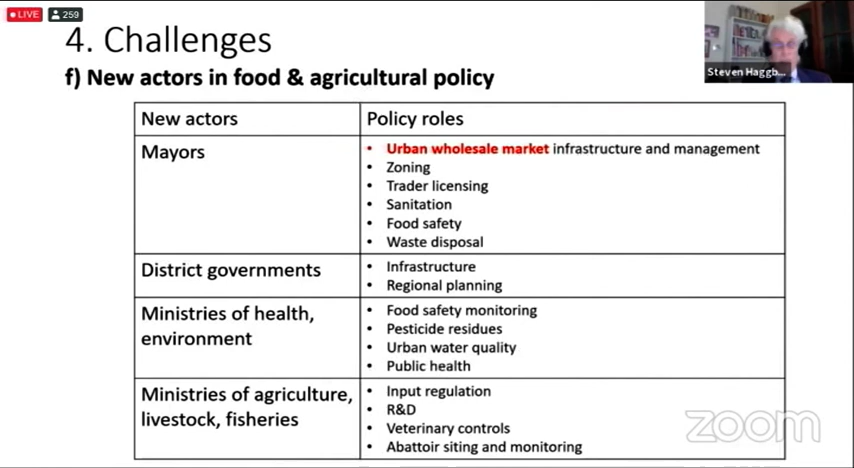 LIVE
259
4. Challenges
f) New actors in food & agricultural policy
Steven Haggb...
New actors
Policy roles
Mayors
• Urban wholesale market infrastructure and management
• Zoning
• Trader licensing
• Sanitation
• Food safety
• Waste disposal
District governments
• Infrastructure
• Regional planning
Ministries of health,
environment
• Food safety monitoring
• Pesticide residues
• Urban water quality
• Public health
Ministries of agriculture,
livestock, fisheries
• Input regulation
• R&D
• Veterinary controls
• Abattoir siting and monitoring
zoom